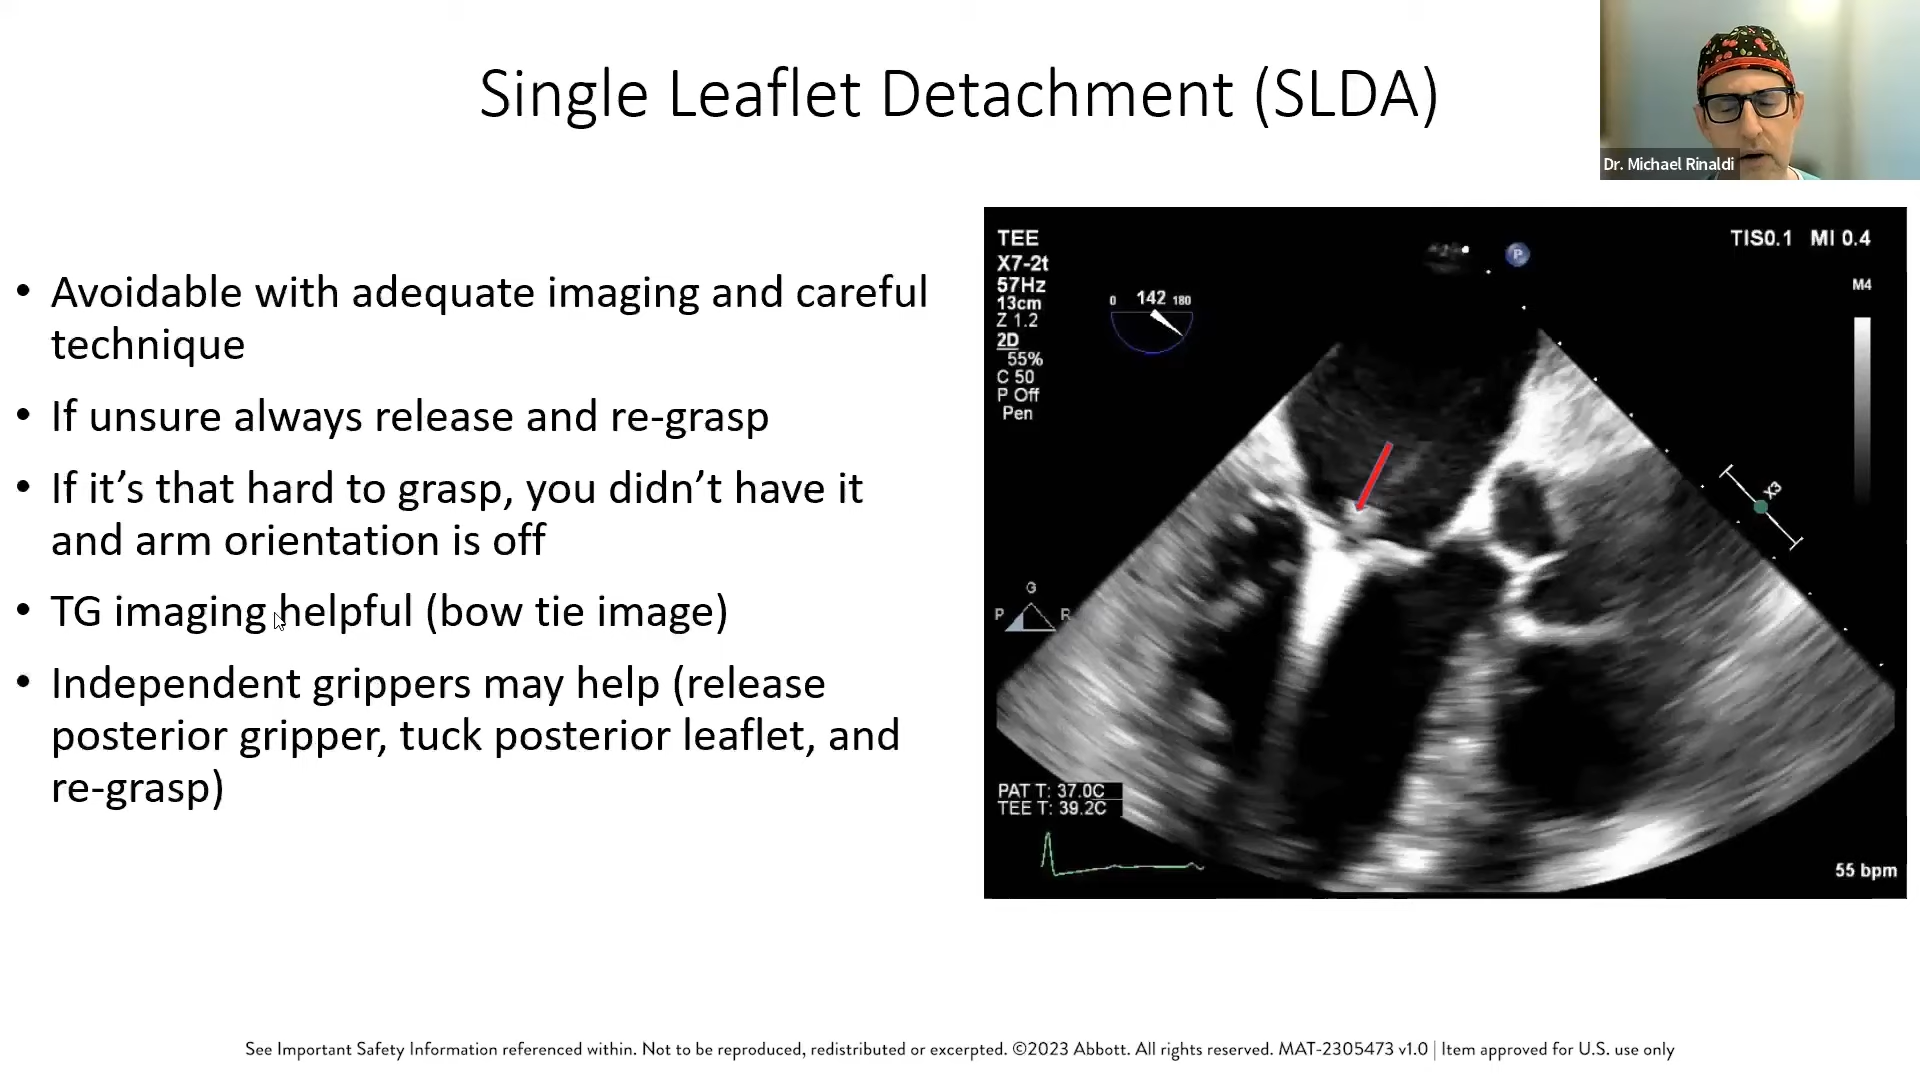 Single Leaflet Detachment (SLDA)
Dr. Michael Rinaldi
• Avoidable with adequate imaging and careful
technique
• If unsure always release and re-grasp
• If it’s that hard to grasp, you didn’t have it
and arm orientation is off
• TG imaging helpful (bow tie image)
• Independent grippers may help (release
posterior gripper, tuck posterior leaflet, and
re-grasp)
TEE
X7-2t
57Hz
13cm
Z 1.2
2D
55%
C 50
P Off
Pen
0 142 180
P
TIS0.1 MI 0.4
M4
X3
G
P R
PAT T: 37.0C
TEE T: 39.2C
55 bpm
See Important Safety Information referenced within. Not to be reproduced, redistributed or excerpted. ©2023 Abbott. All rights reserved. MAT-2305473 v1.0 | Item approved for U.S. use only